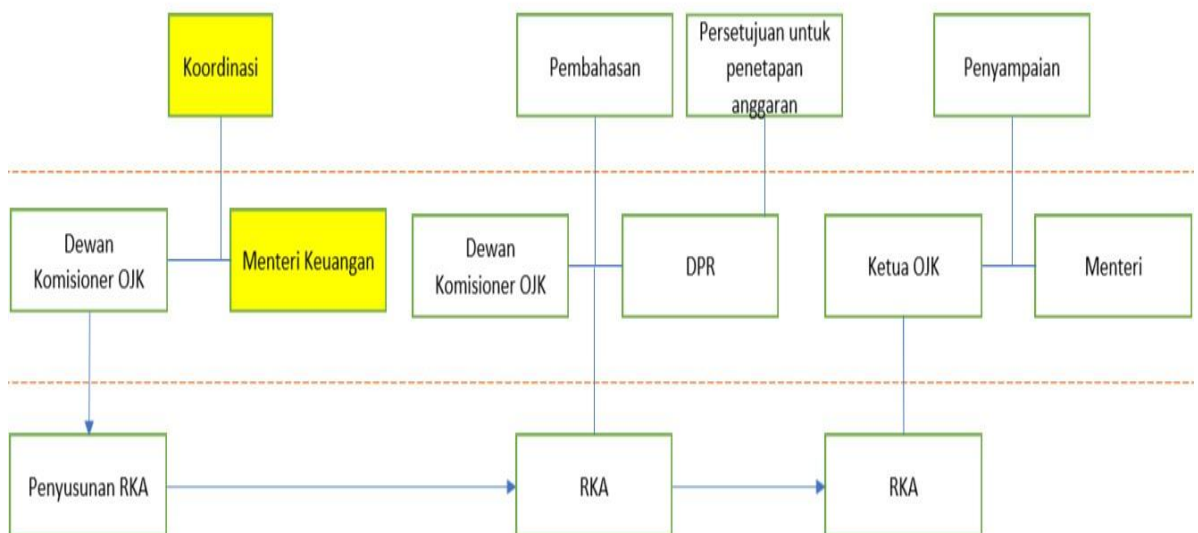 Koordinasi
Pembahasan
Persetujuan untuk
penetapan
anggaran
Penyampaian
Dewan
Komisioner OJK
Menteri Keuangan
Dewan
Komisioner OJK
DPR
Ketua OJK
Menteri
Penyusunan RKA
RKA
RKA